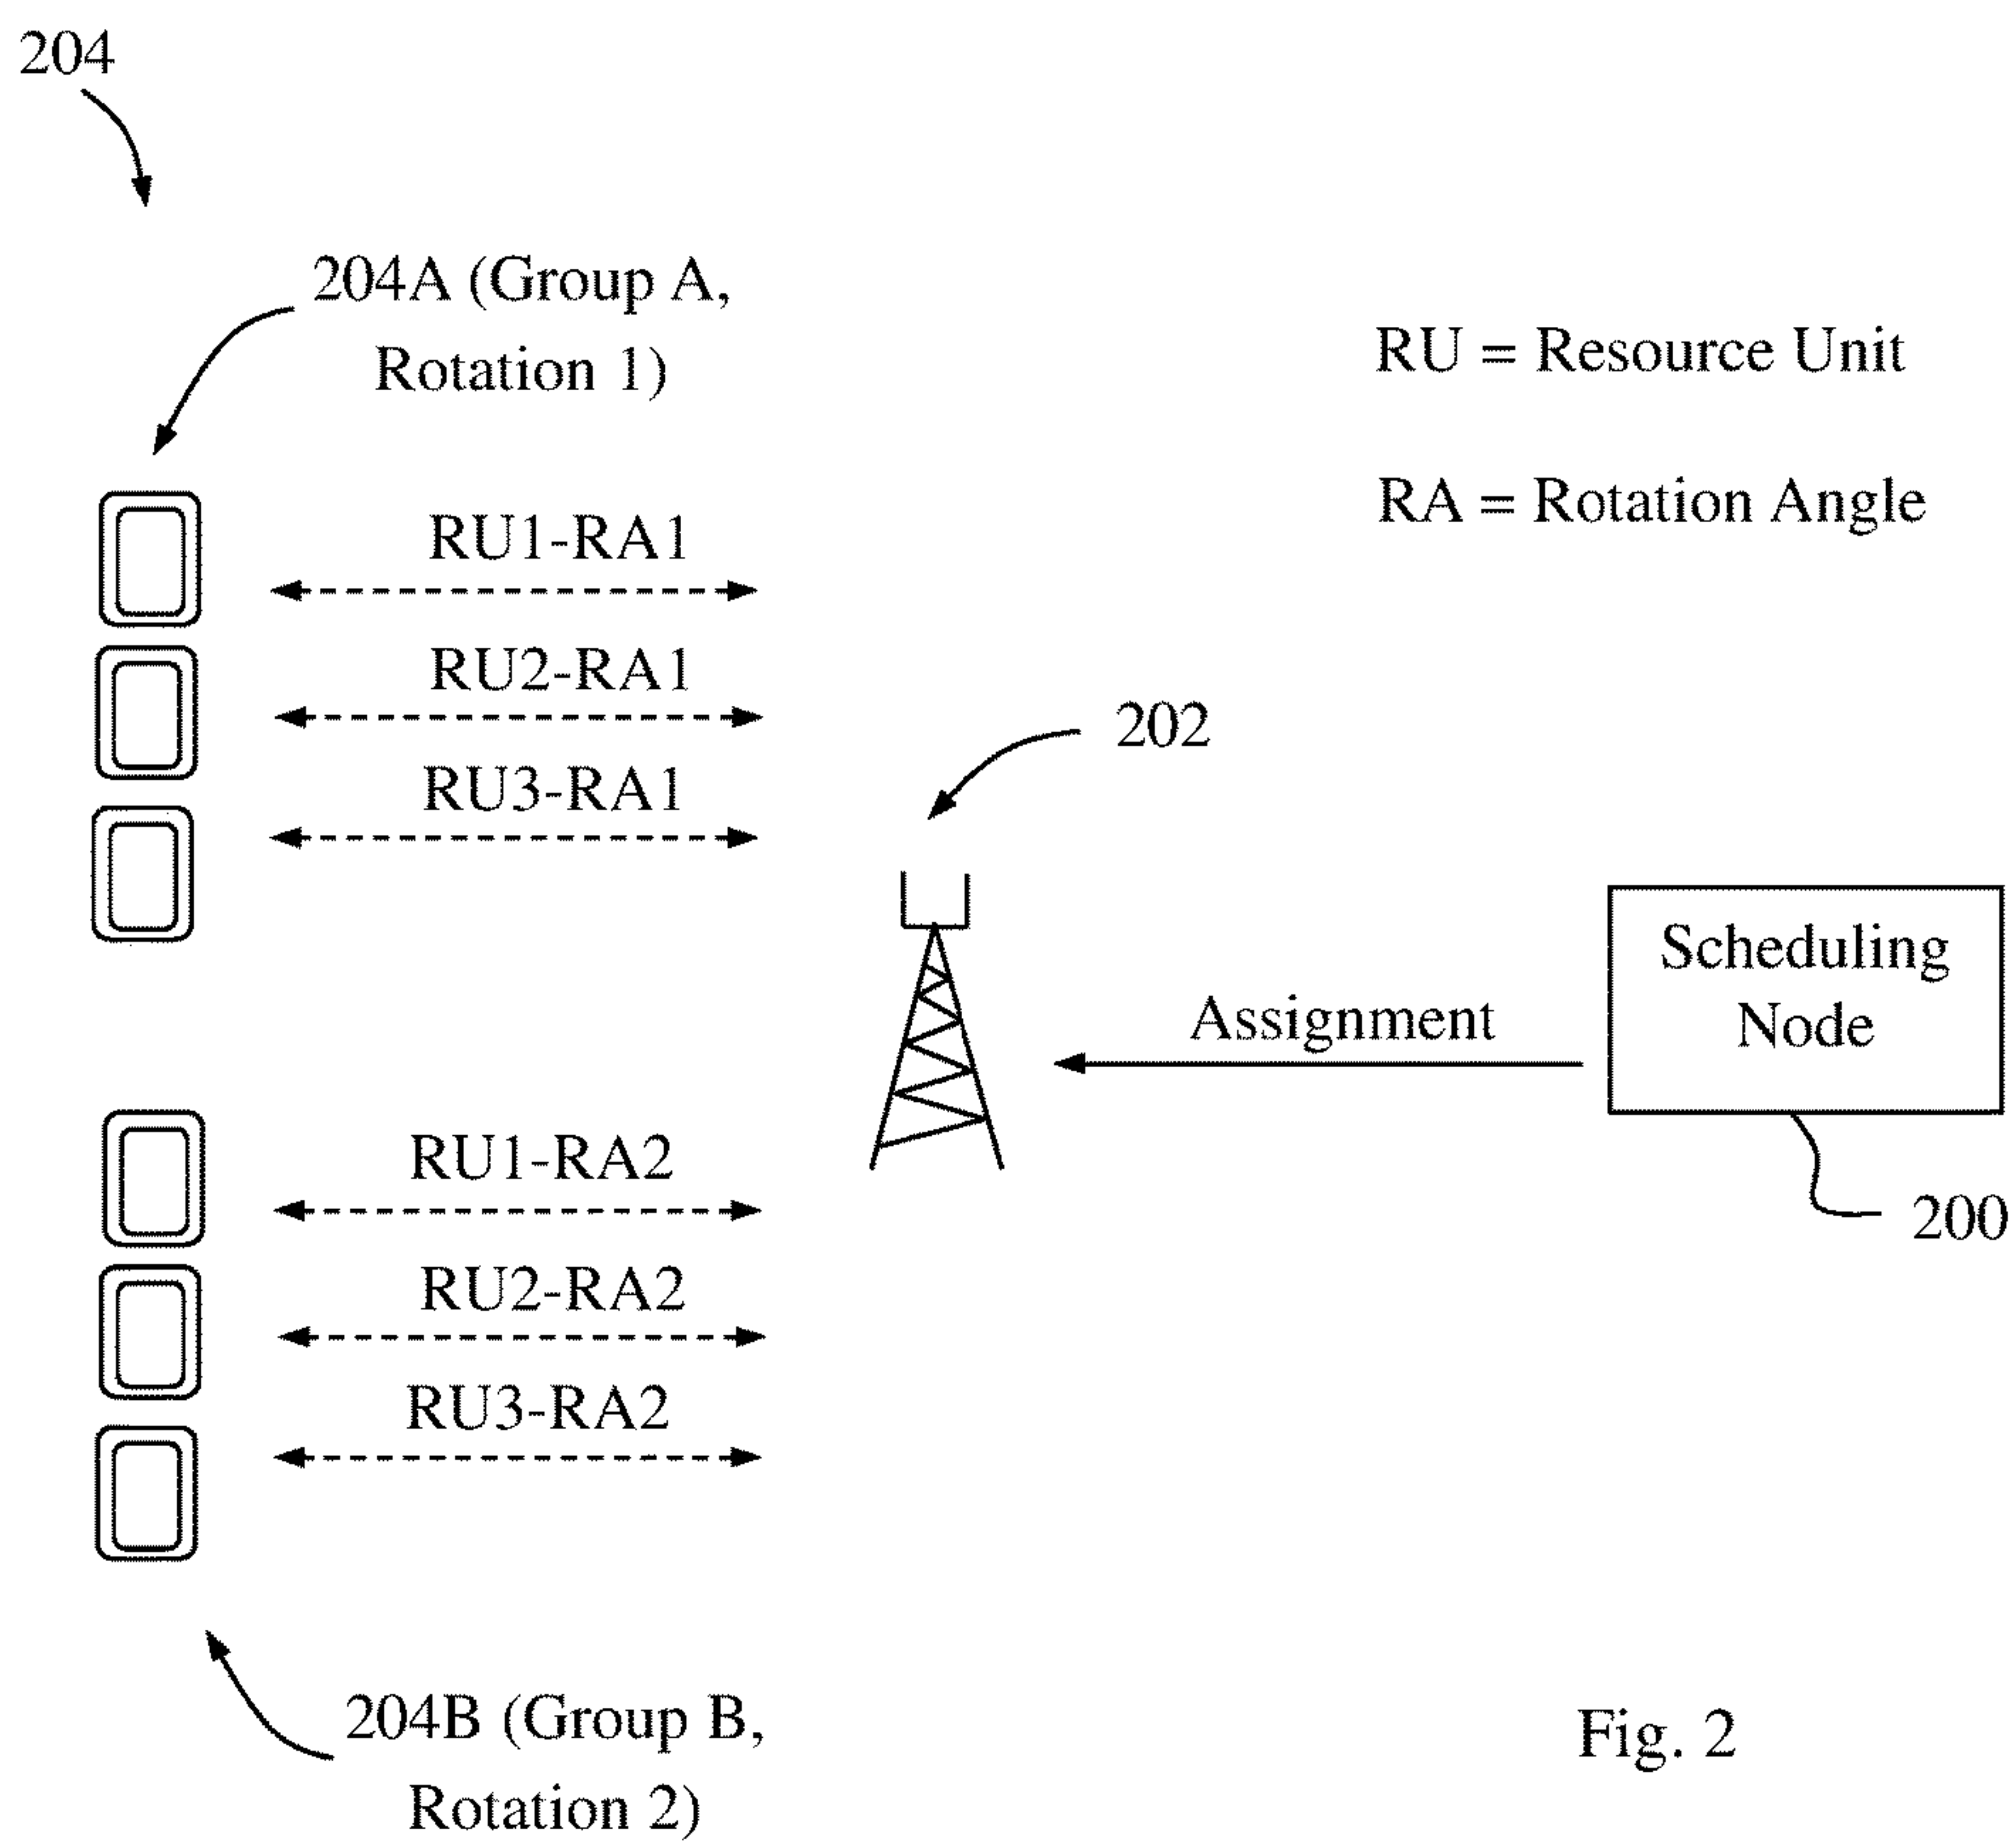 204
204A (Group A,
Rotation 1)
RU = Resource Unit
RA = Rotation Angle
RU1-RA1
RU2-RA1
RU3-RA1
202
Scheduling
Node
Assignment
200
RU1-RA2
RU2-RA2
RU3-RA2
204B (Group B,
Rotation 2)
Fig. 2